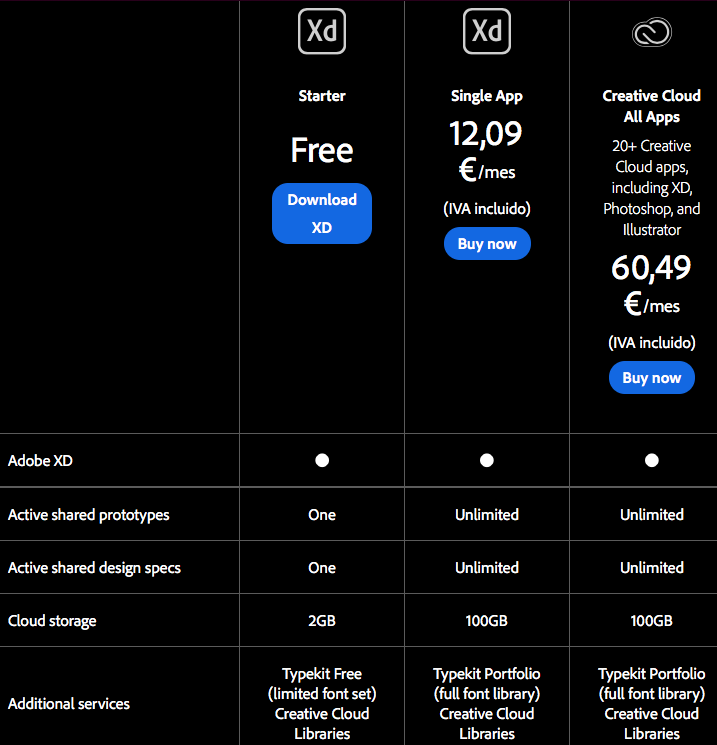 Xd
Xd
Starter
Single App
Creative Cloud
All Apps
Free
12,09
€/mes
(IVA incluido)
20+ Creative
Cloud apps,
including XD,
Photoshop, and
Illustrator
60,49
€/mes
(IVA incluido)
Download
XD
Buy now
Buy now
Adobe XD
Active shared prototypes One Unlimited Unlimited
Active shared design specs One Unlimited Unlimited
Cloud storage 2GB 100GB 100GB
Additional services
Typekit Free
(limited font set)
Creative Cloud
Libraries
Typekit Portfolio
(full font library)
Creative Cloud
Libraries
Typekit Portfolio
(full font library)
Creative Cloud
Libraries